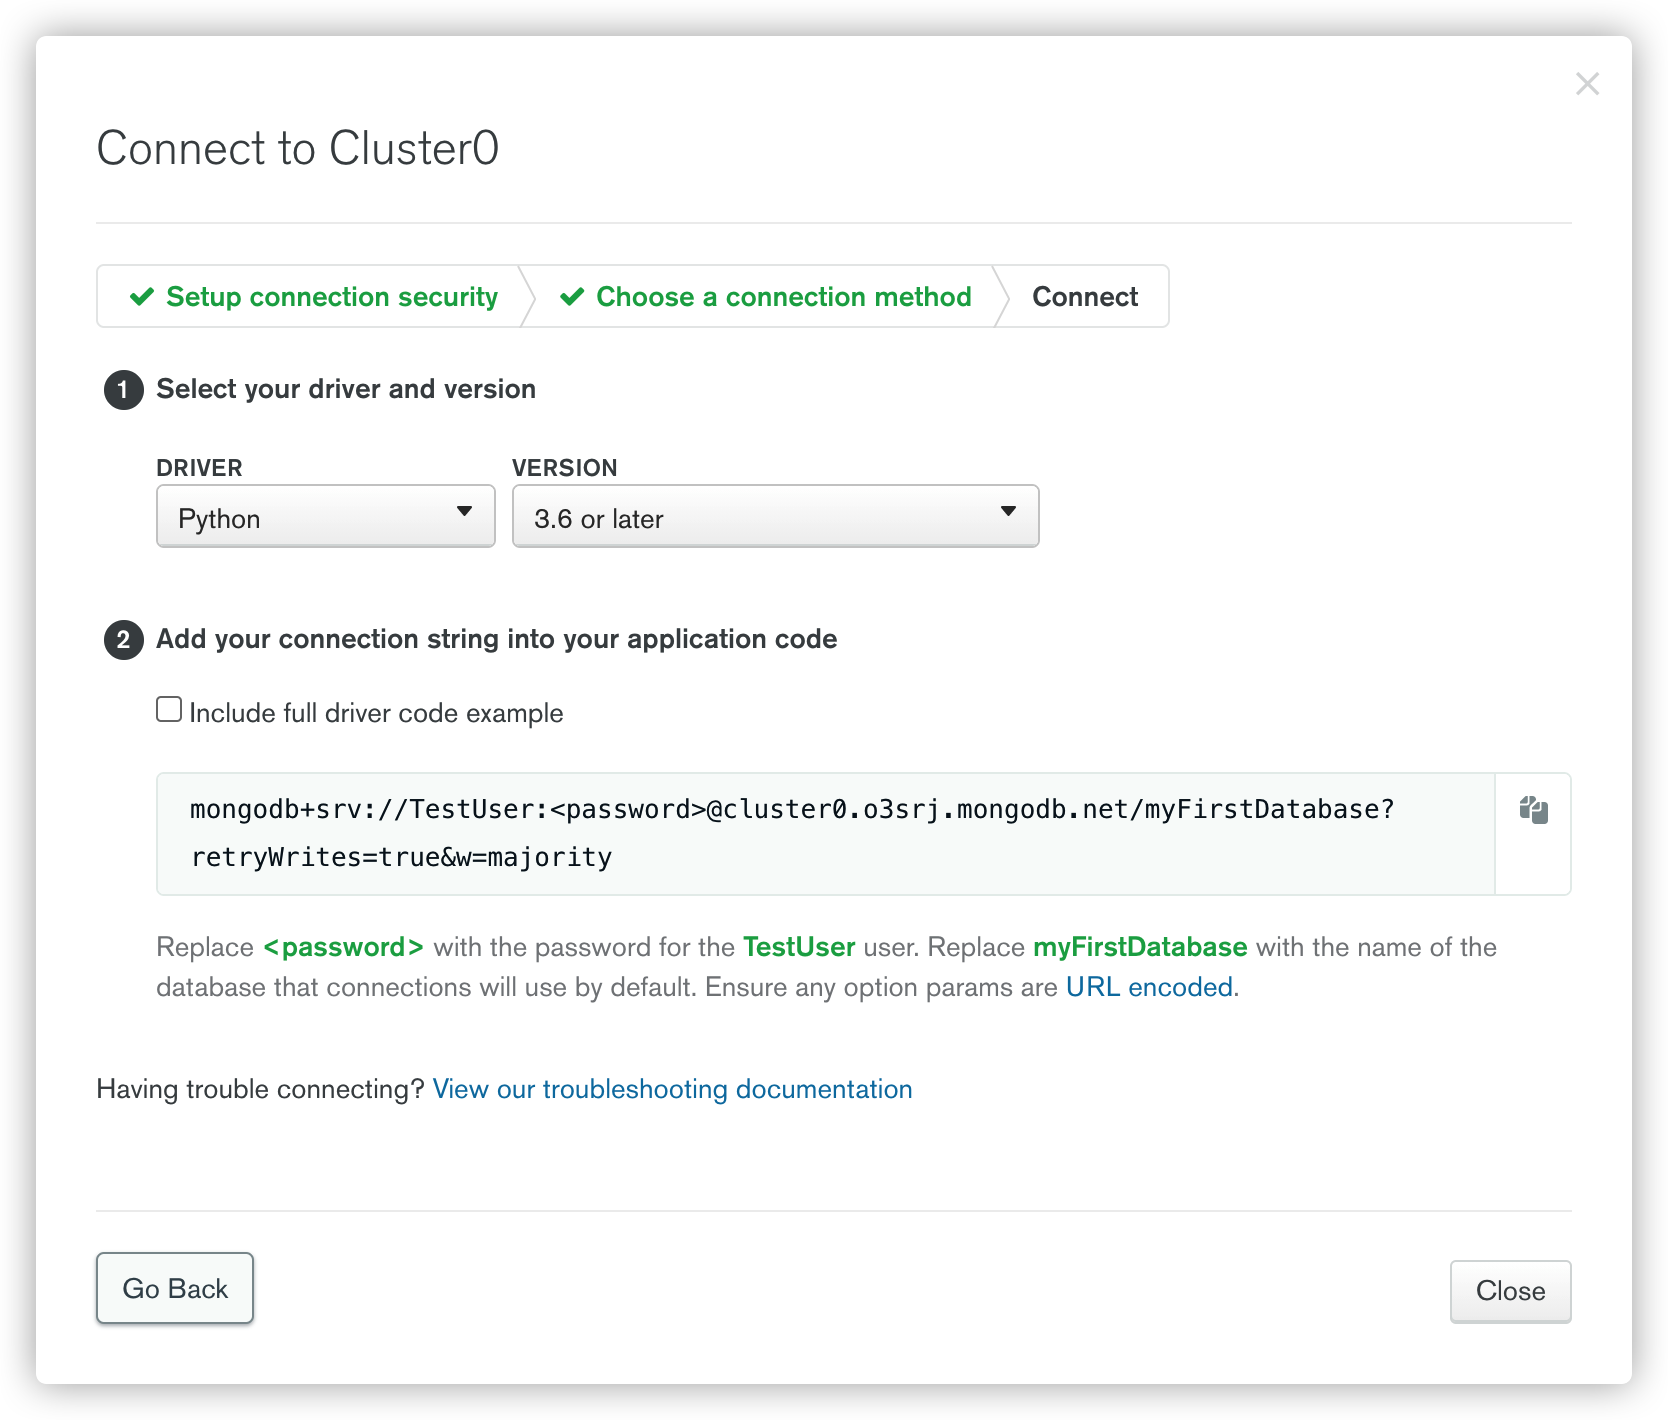 Connect to Cluster0
Setup connection security
Choose a connection method
Connect
1 Select your driver and version
DRIVER
VERSION
Python
3.6 or later
2 Add your connection string into your application code
Include full driver code example
mongodb+srv://TestUser:<password>@cluster0.o3srj.mongodb.net/myFirstDatabase?
retryWrites=true&w=majority
Replace <password> with the password for the TestUser user. Replace myFirstDatabase with the name of the
database that connections will use by default. Ensure any option params are URL encoded.
Having trouble connecting? View our troubleshooting documentation
Go Back
Close